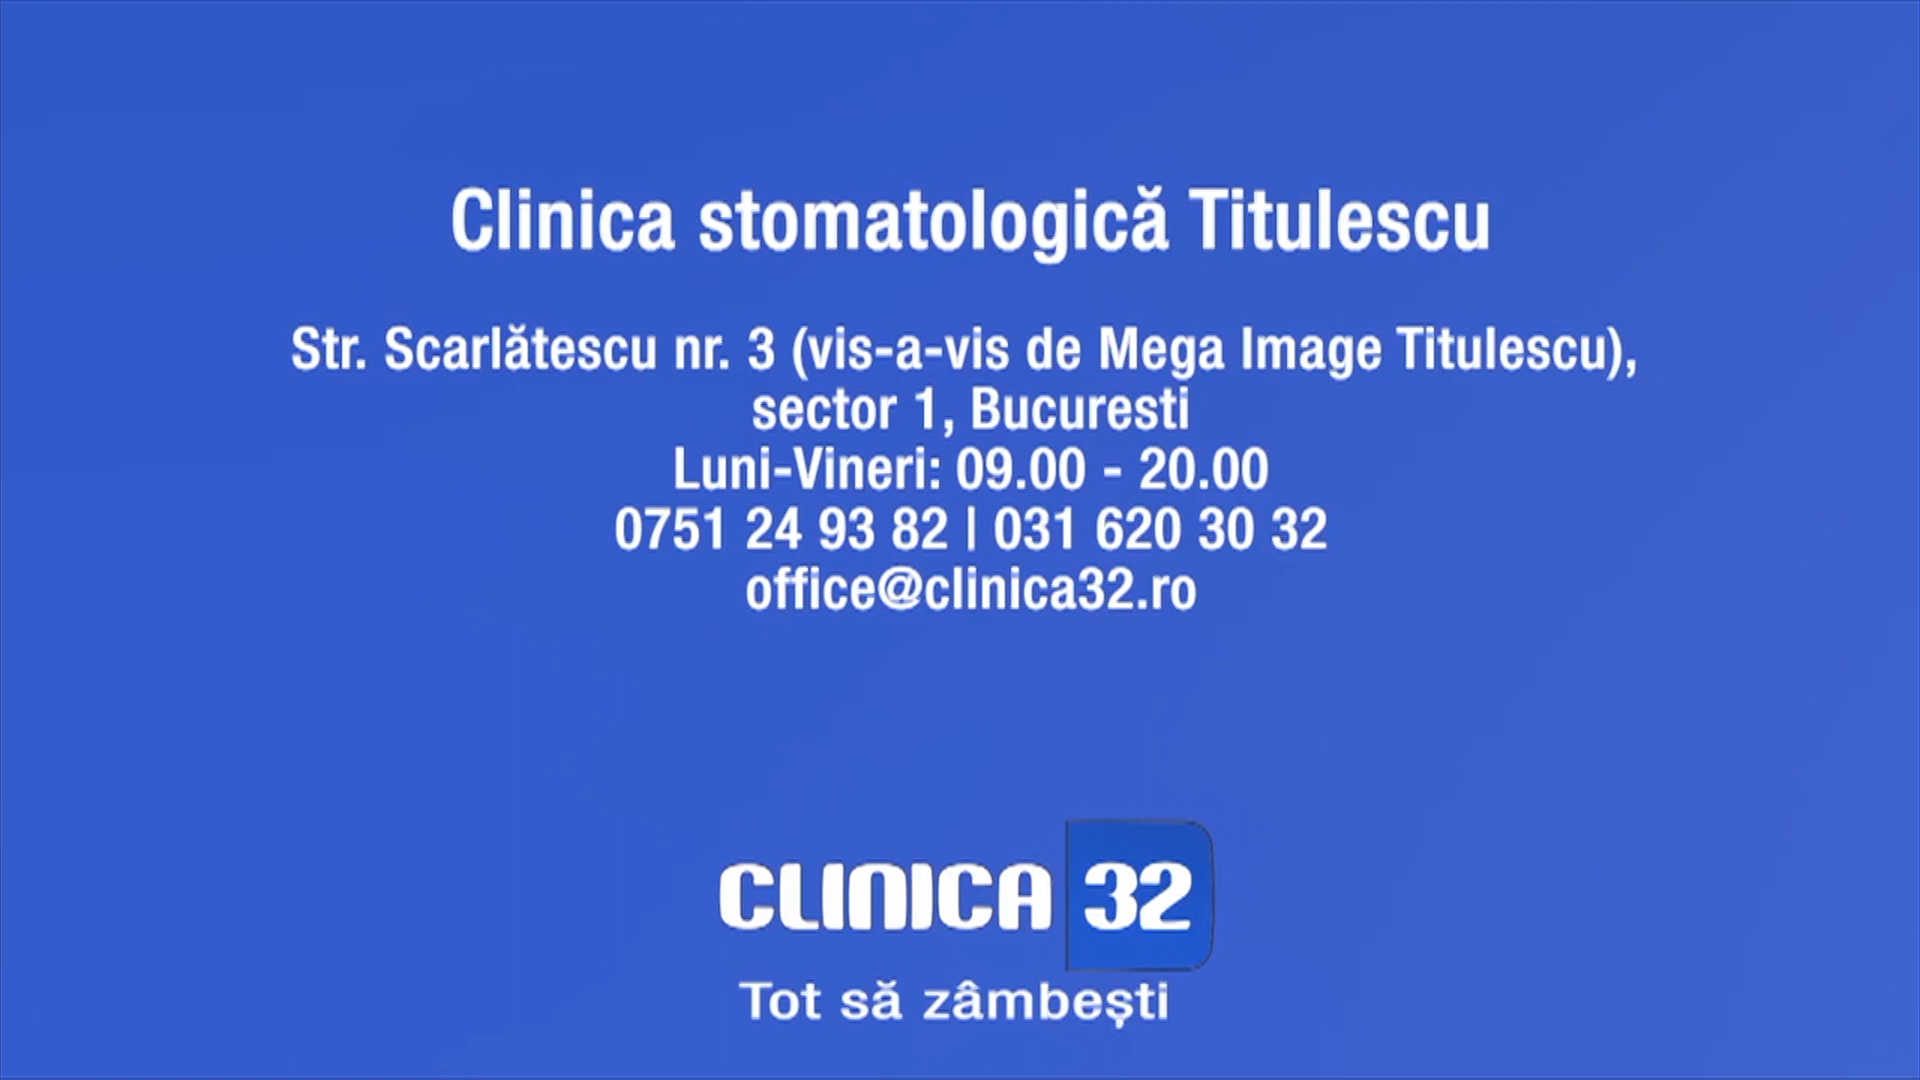 Clinica stomatologică Titulescu
Str. Scarlătescu nr. 3 (vis-a-vis de Mega Image Titulescu),
sector 1, Bucuresti
Luni-Vineri: 09.00 - 20.00
0751 24 93 82 | 031 620 30 32
office@clinica32.ro
CLINICA 32
Tot să zâmbești